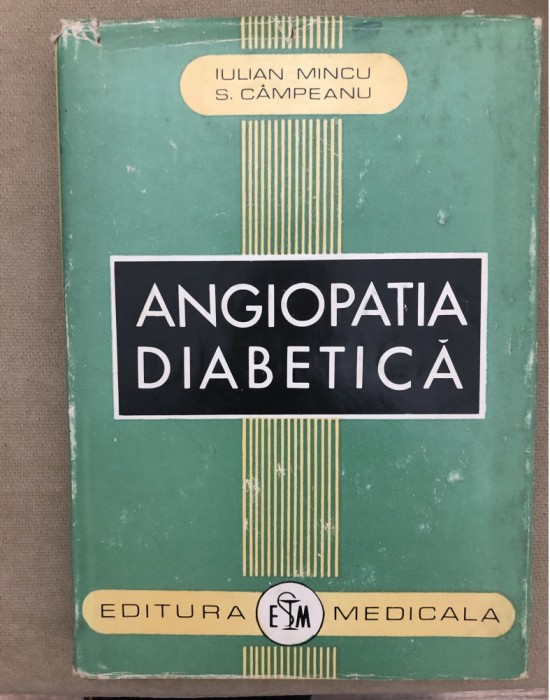 IULIAN MINCU
S. CÂMPEANU
ANGIOPATIA
DIABETICĂ
EDITURA ESM MEDICALA